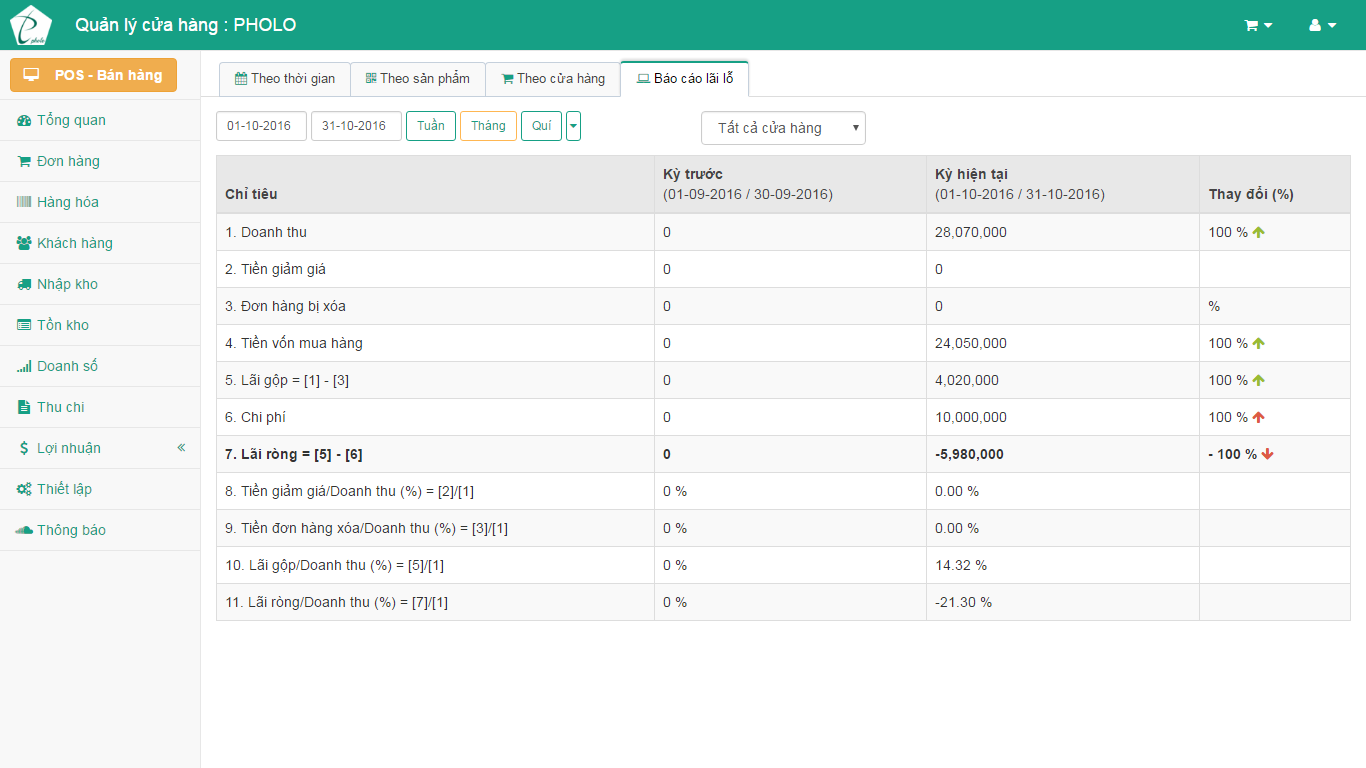 pholo
Quản lý cửa hàng : PHOLO
POS - Bán hàng
Tổng quan
Đơn hàng
Hàng hóa
Khách hàng
Nhập kho
Tồn kho
Doanh số
Thu chi
Lợi nhuận
Thiết lập
Thông báo
Theo thời gian Theo sản phẩm Theo cửa hàng Báo cáo lãi lỗ
01-10-2016 31-10-2016 Tuần Tháng Quí Tất cả cửa hàng
Chỉ tiêu Kỳ trước (01-09-2016 / 30-09-2016) Kỳ hiện tại (01-10-2016 / 31-10-2016) Thay đổi (%)
1. Doanh thu 0 28,070,000 100 %
2. Tiền giảm giá 0 0
3. Đơn hàng bị xóa 0 0 %
4. Tiền vốn mua hàng 0 24,050,000 100 %
5. Lãi gộp = [1] - [3] 0 4,020,000 100 %
6. Chi phí 0 10,000,000 100 %
7. Lãi ròng = [5] - [6] 0 -5,980,000 - 100 %
8. Tiền giảm giá/Doanh thu (%) = [2]/[1] 0 % 0.00 %
9. Tiền đơn hàng xóa/Doanh thu (%) = [3]/[1] 0 % 0.00 %
10. Lãi gộp/Doanh thu (%) = [5]/[1] 0 % 14.32 %
11. Lãi ròng/Doanh thu (%) = [7]/[1] 0 % -21.30 %